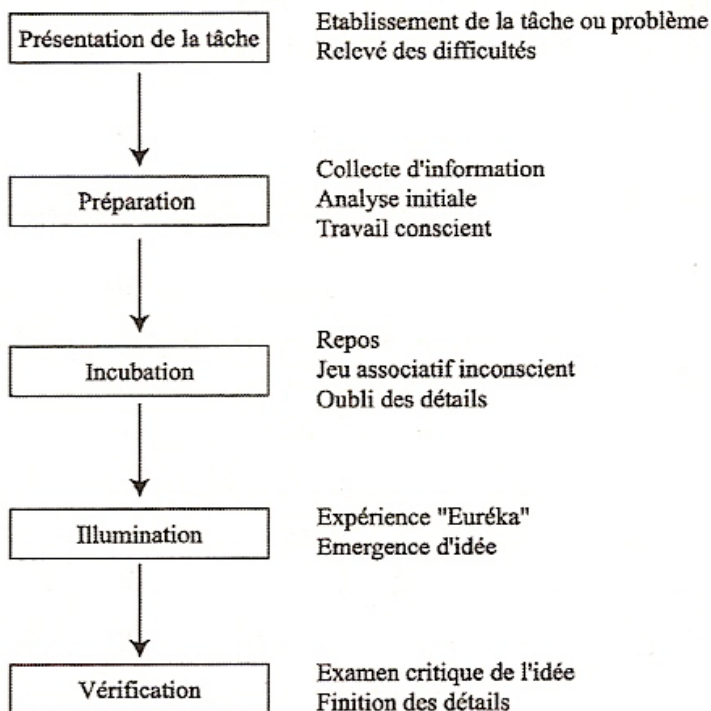 Présentation de la tâche
Etablissement de la tâche ou problème
Relevé des difficultés
Préparation
Collecte d'information
Analyse initiale
Travail conscient
Incubation
Repos
Jeu associatif inconscient
Oubli des détails
Illumination
Expérience "Euréka"
Emergence d'idée
Vérification
Examen critique de l'idée
Finition des détails